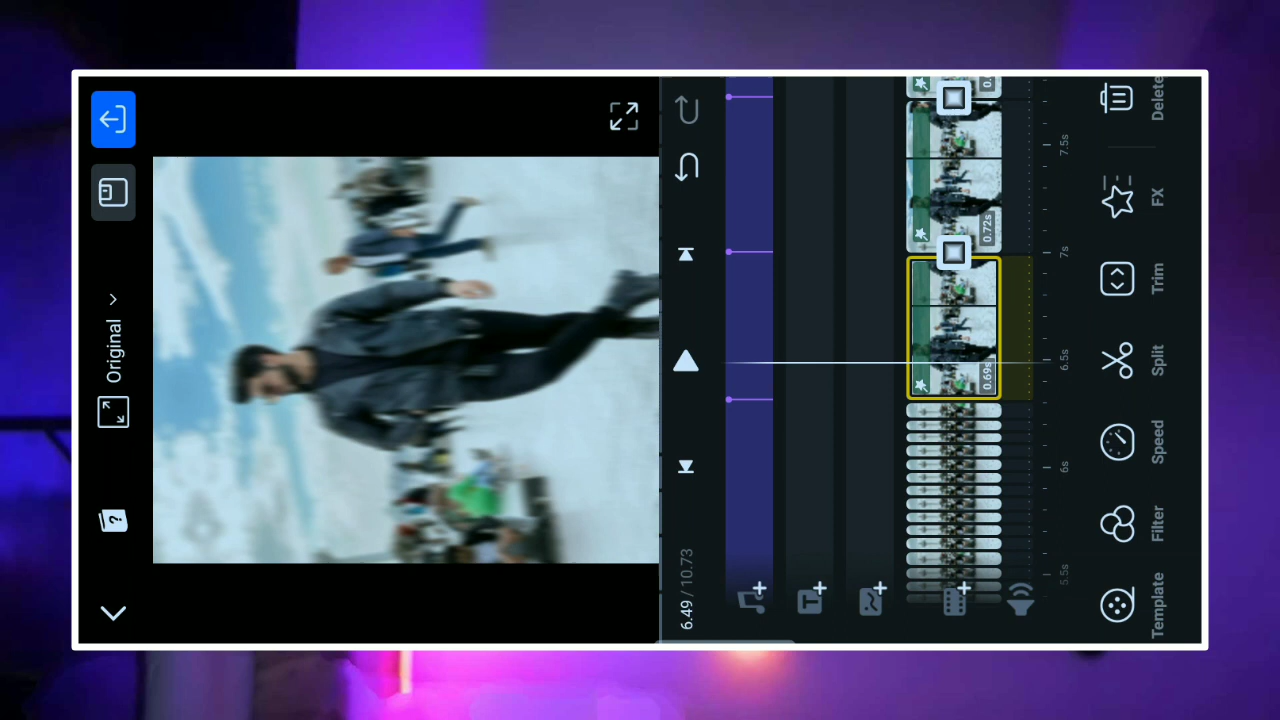 Original
?
6.49 / 10.73
T
0.
0.72s
0.69s
7.5s
7s
6.5s
6s
5.5s
Delete
FX
Trim
Split
Speed
Filter
Template